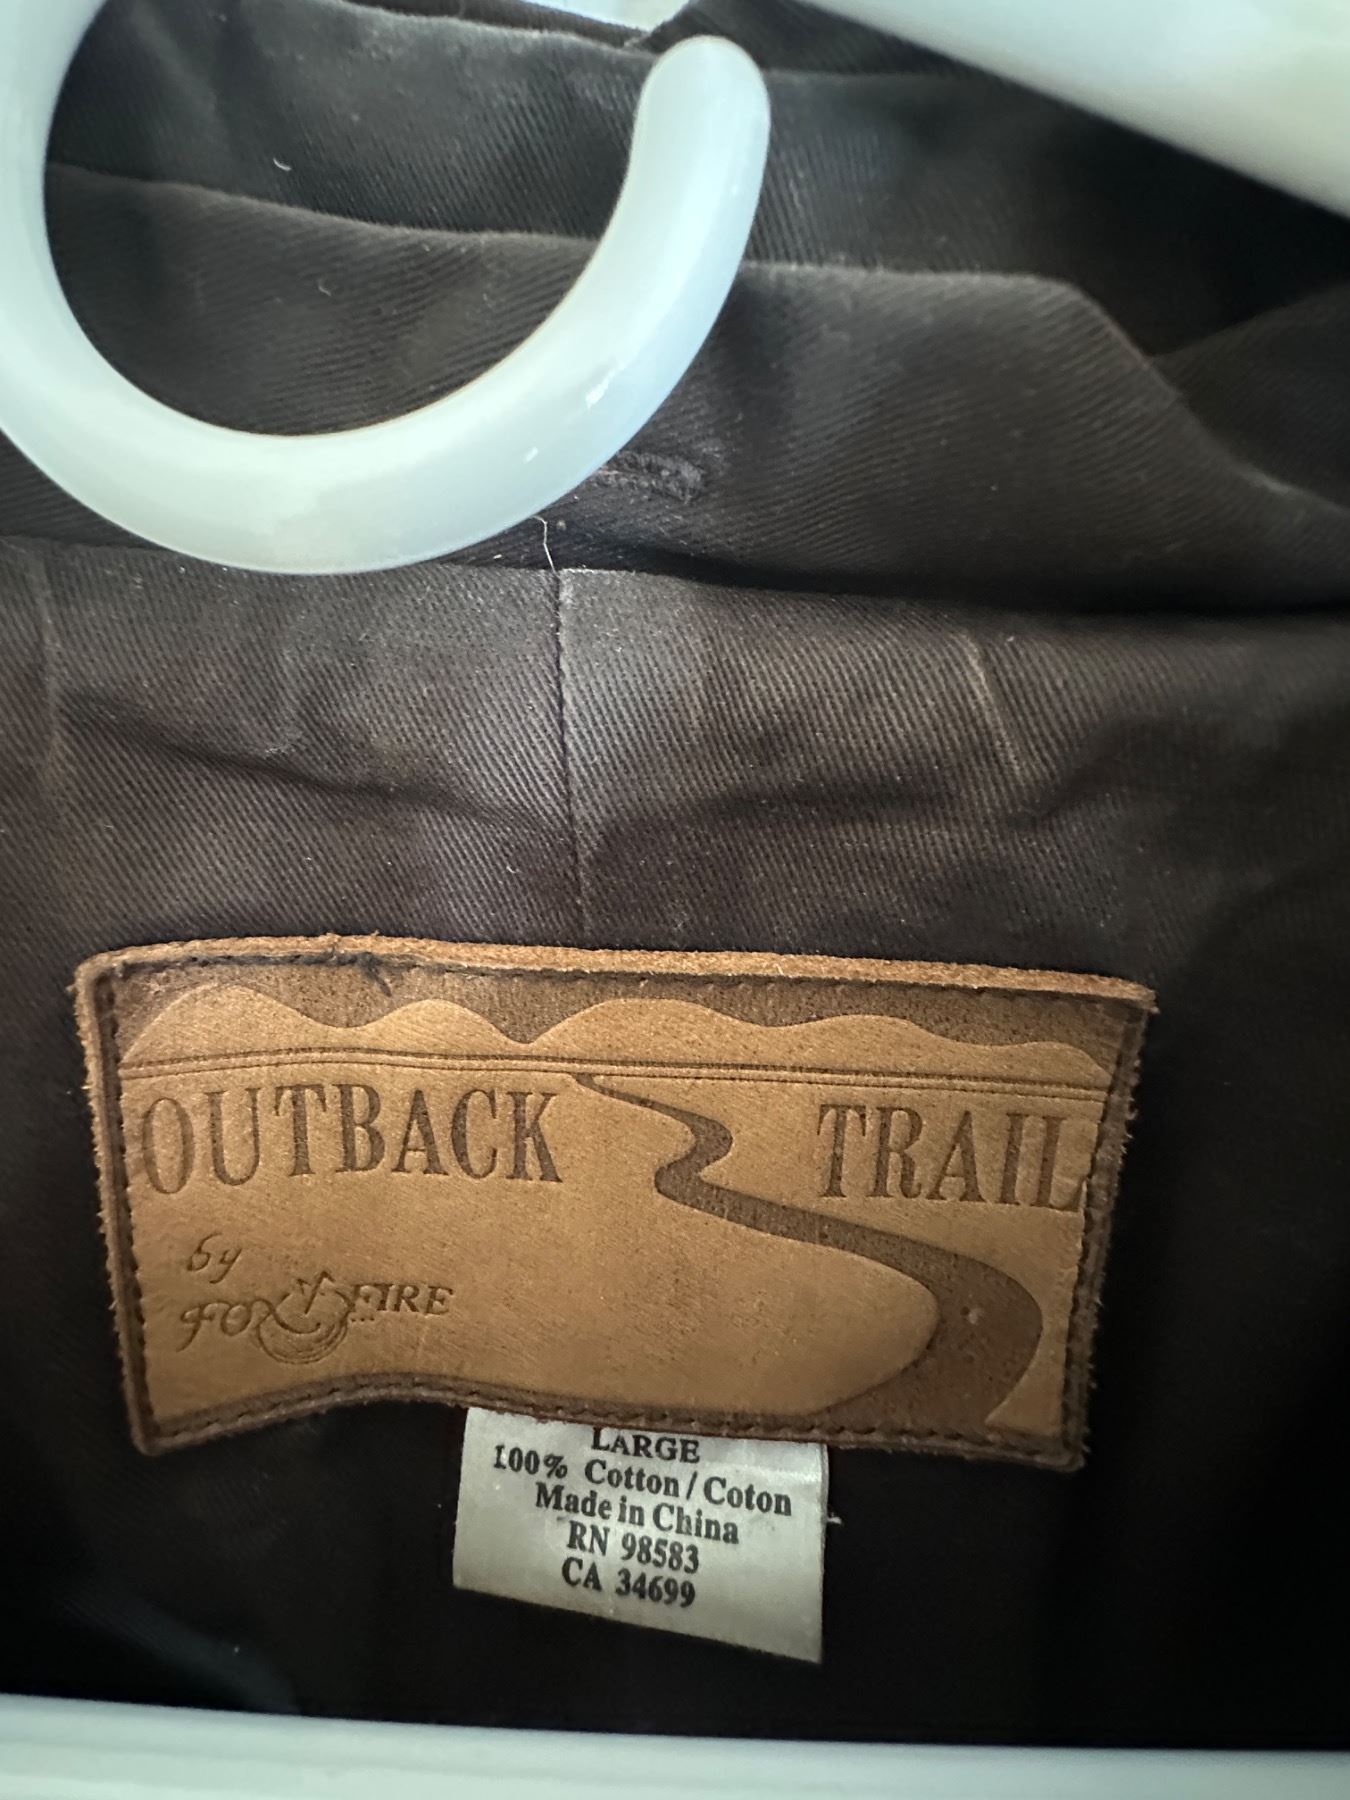 OUTBACK TRAIL
by
FOXFIRE
LARGE
100% Cotton / Coton
Made in China
RN 98583
CA 34699